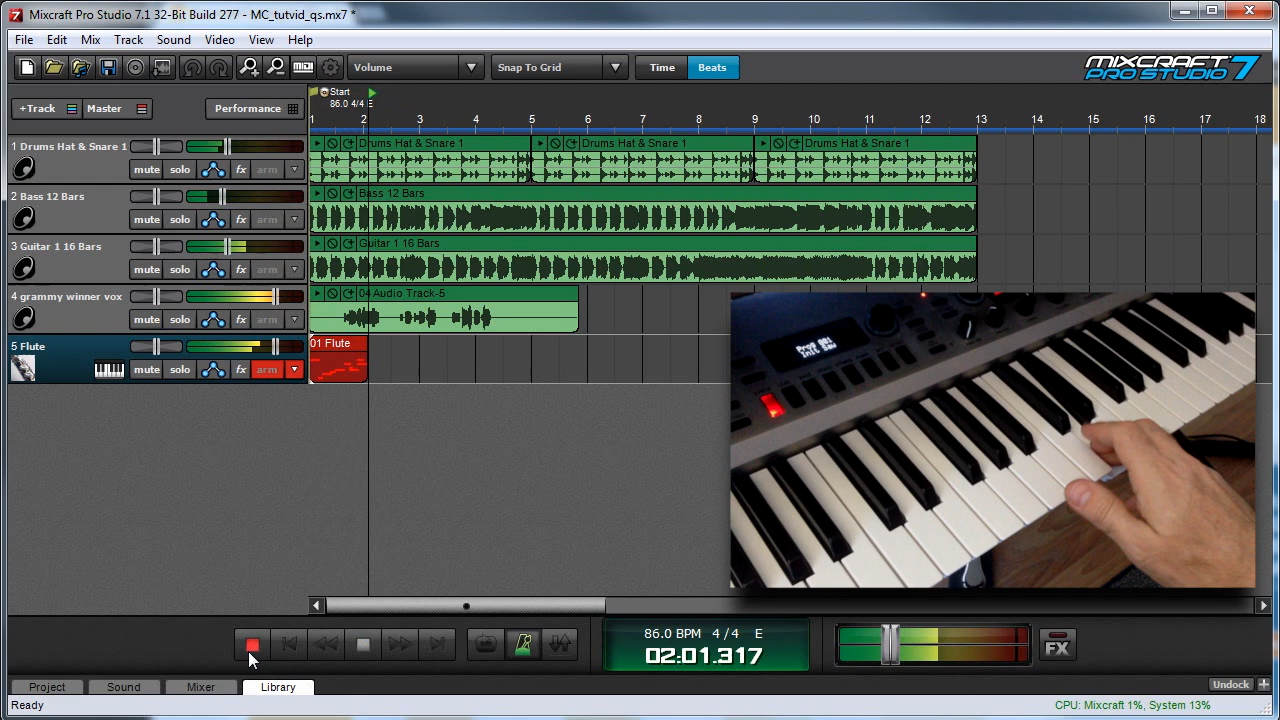 Mixcraft Pro Studio 7.1 32-Bit Build 277 - MC_tutvid_qs.mx7 *
File Edit Mix Track Sound Video View Help
Volume Snap To Grid Time Beats MIXCRAFT PRO STUDIO 7
+Track Master Performance
Start
86.0 4/4 E
1 2 3 4 5 6 7 8 9 10 11 12 13 14 15 16 17 18
1 Drums Hat & Snare 1 Drums Hat & Snare 1 Drums Hat & Snare 1 Drums Hat & Snare 1
mute solo fx arm
2 Bass 12 Bars Bass 12 Bars
mute solo fx arm
3 Guitar 1 16 Bars Guitar 1 16 Bars
mute solo fx arm
4 grammy winner vox 04 Audio Track-5
mute solo fx arm
5 Flute 01 Flute
mute solo fx arm
Prog 001
Init Saw
86.0 BPM 4 / 4 E
02:01.317
FX
Project Sound Mixer Library Undock
Ready CPU: Mixcraft 1%, System 13%